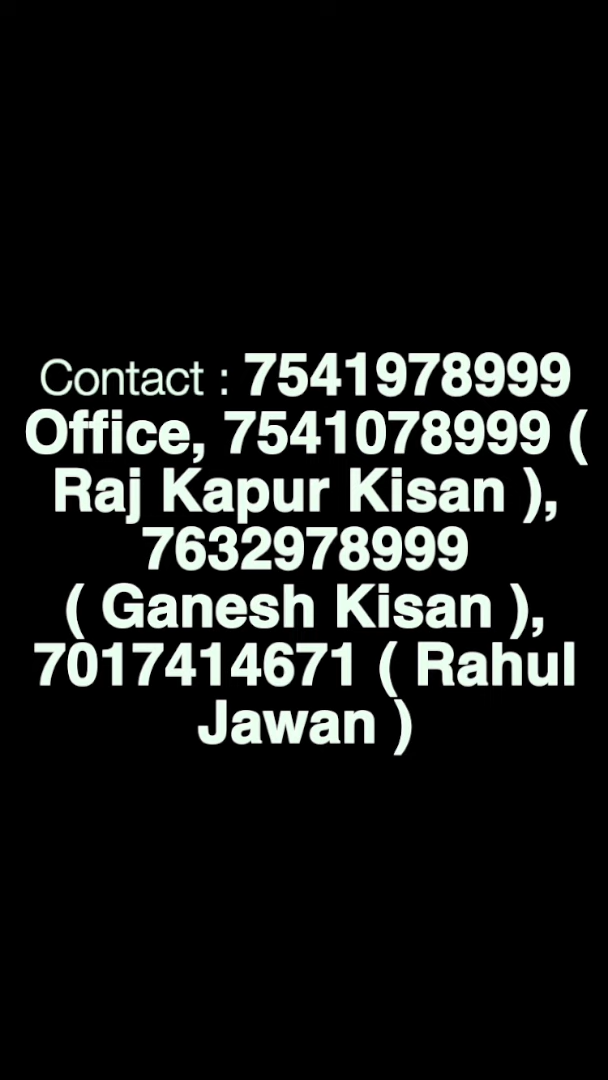 Contact : 7541978999
Office, 7541078999 (
Raj Kapur Kisan ),
7632978999
( Ganesh Kisan ),
7017414671 ( Rahul
Jawan )